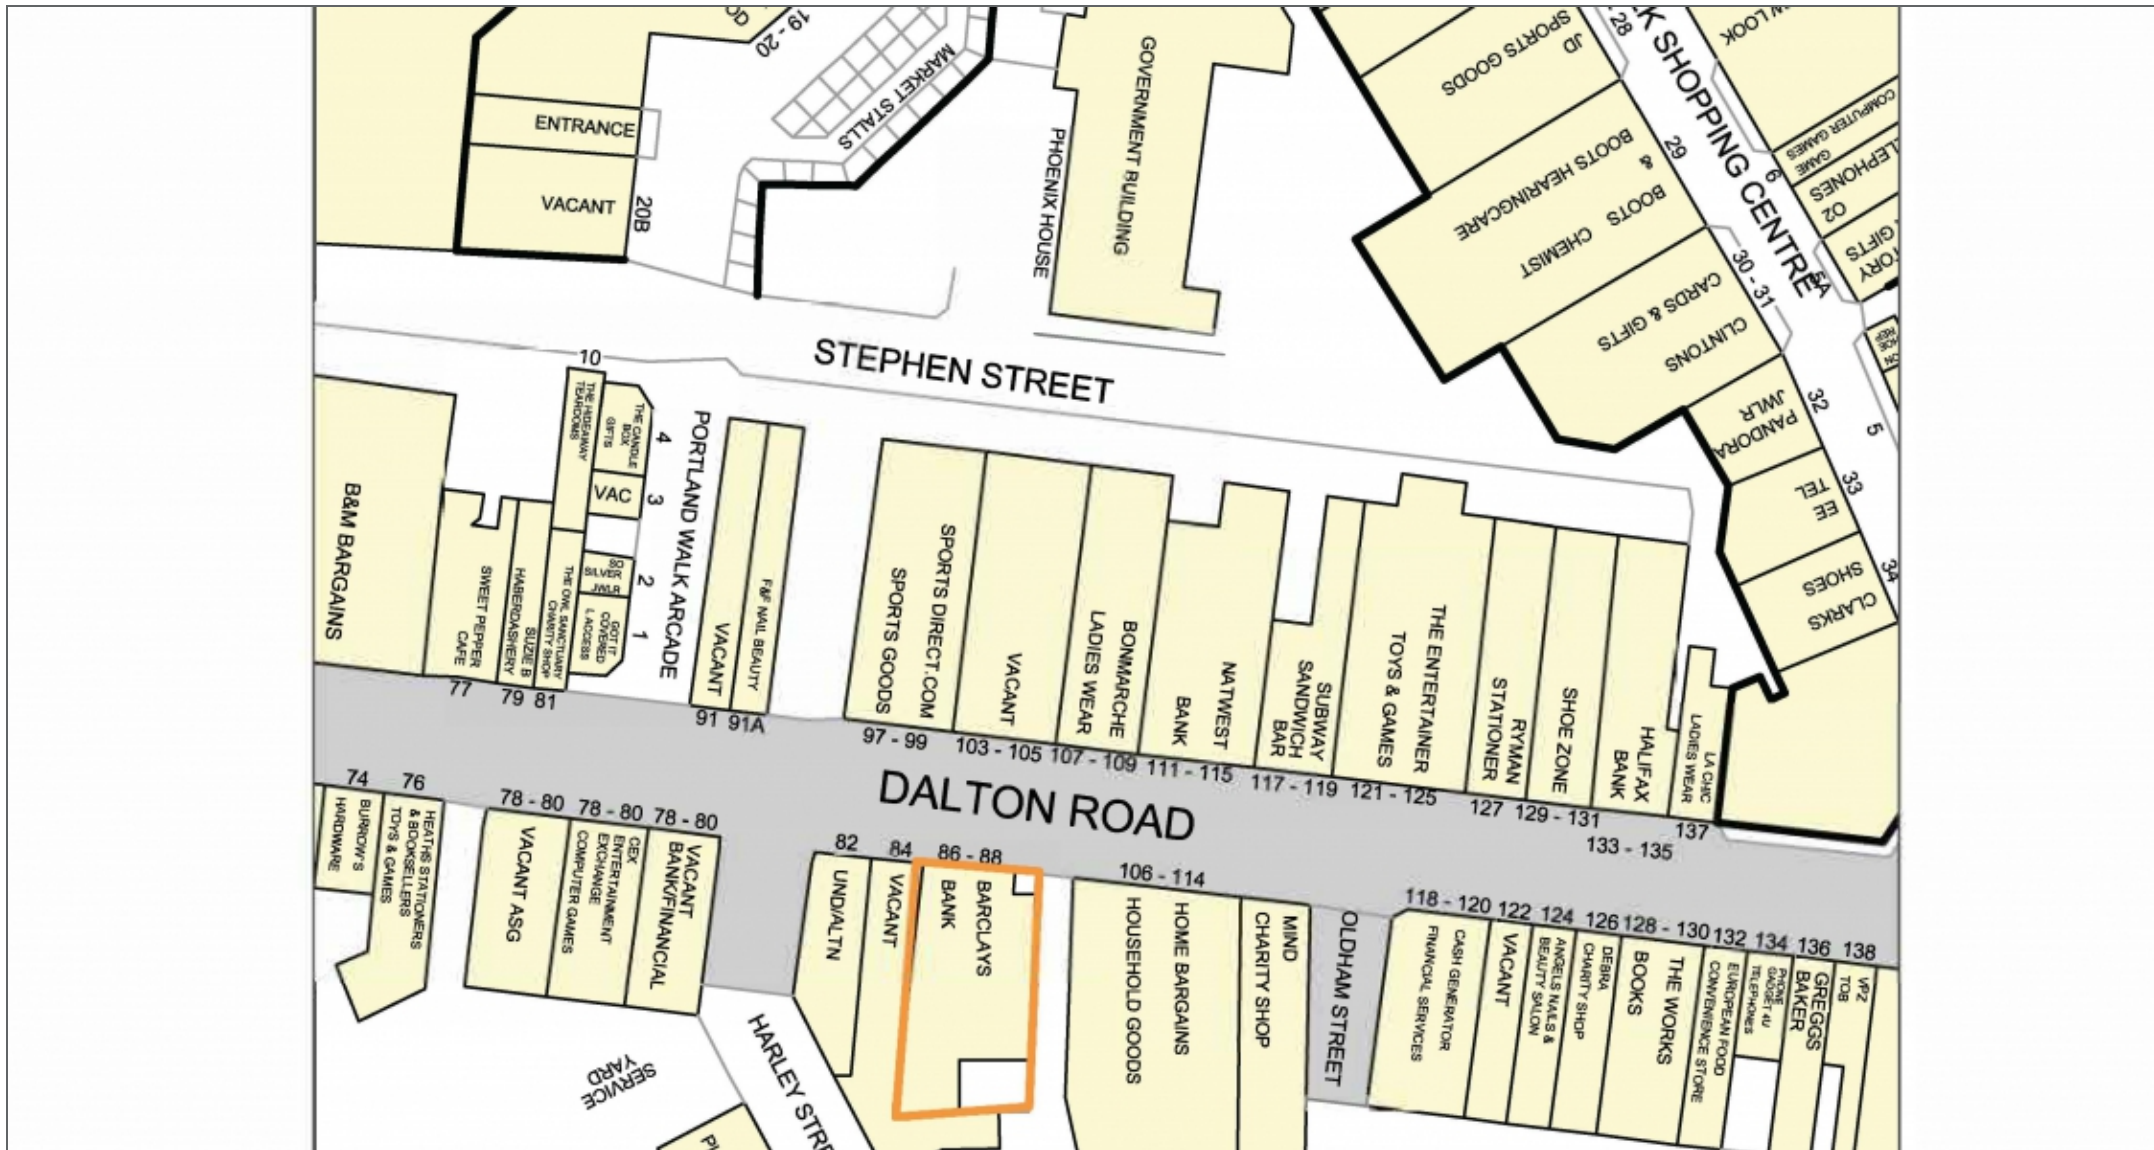 19 - 20
MARKET STALLS
ENTRANCE
VACANT
20B
GOVERNMENT BUILDING
PHOENIX HOUSE
JD
SPORTS GOODS
28
29
BOOTS HEARINGCARE
&
BOOTS
CHEMIST
30 - 31
CLINTONS
CARDS & GIFTS
SHOPPING CENTRE
COMPUTER GAMES
GAME
6
O2
GIFTS
5A
5
32
PANDORA
JWLR
33
EE
TEL
34
CLARKS
SHOES
STEPHEN STREET
10
THE HIDEAWAY
TEAROOMS
THE CANDLE
BOX
GIFTS
4
VAC
3
SILVER
JWLR
2
GOT IT
COVERED
L ACCESS
1
PORTLAND WALK ARCADE
B&M BARGAINS
SWEET PEPPER
CAFE
77
SUZIE B
HABERDASHERY
79
THE OWL SANCTUARY
CHARITY SHOP
81
VACANT
91
F&F NAIL BEAUTY
91A
SPORTS DIRECT.COM
SPORTS GOODS
97 - 99
VACANT
103 - 105
BONMARCHE
LADIES WEAR
107 - 109
NATWEST
BANK
111 - 115
SUBWAY
SANDWICH
BAR
117 - 119
THE ENTERTAINER
TOYS & GAMES
121 - 125
RYMAN
STATIONER
127
SHOE ZONE
129 - 131
HALIFAX
BANK
133 - 135
LA CHIC
LADIES WEAR
137
DALTON ROAD
74
BURROW'S
HARDWARE
76
HEATHS STATIONERS
& BOOKSELLERS
TOYS & GAMES
78 - 80
VACANT ASG
78 - 80
CEX
ENTERTAINMENT
EXCHANGE
COMPUTER GAMES
78 - 80
VACANT
BANK/FINANCIAL
82
UND/ALTN
84
VACANT
86 - 88
BARCLAYS
BANK
106 - 114
HOME BARGAINS
HOUSEHOLD GOODS
MIND
CHARITY SHOP
OLDHAM STREET
118 - 120
CASH GENERATOR
FINANCIAL SERVICES
122
VACANT
124
ANGELS NAILS &
BEAUTY SALON
126
DEBRA
CHARITY SHOP
128 - 130
THE WORKS
BOOKS
132
EUROPEAN FOOD
CONVENIENCE STORE
134
PHONE
GADGET 4U
TELEPHONES
136
GREGGS
BAKER
138
VPZ
TOB
SERVICE
YARD
HARLEY